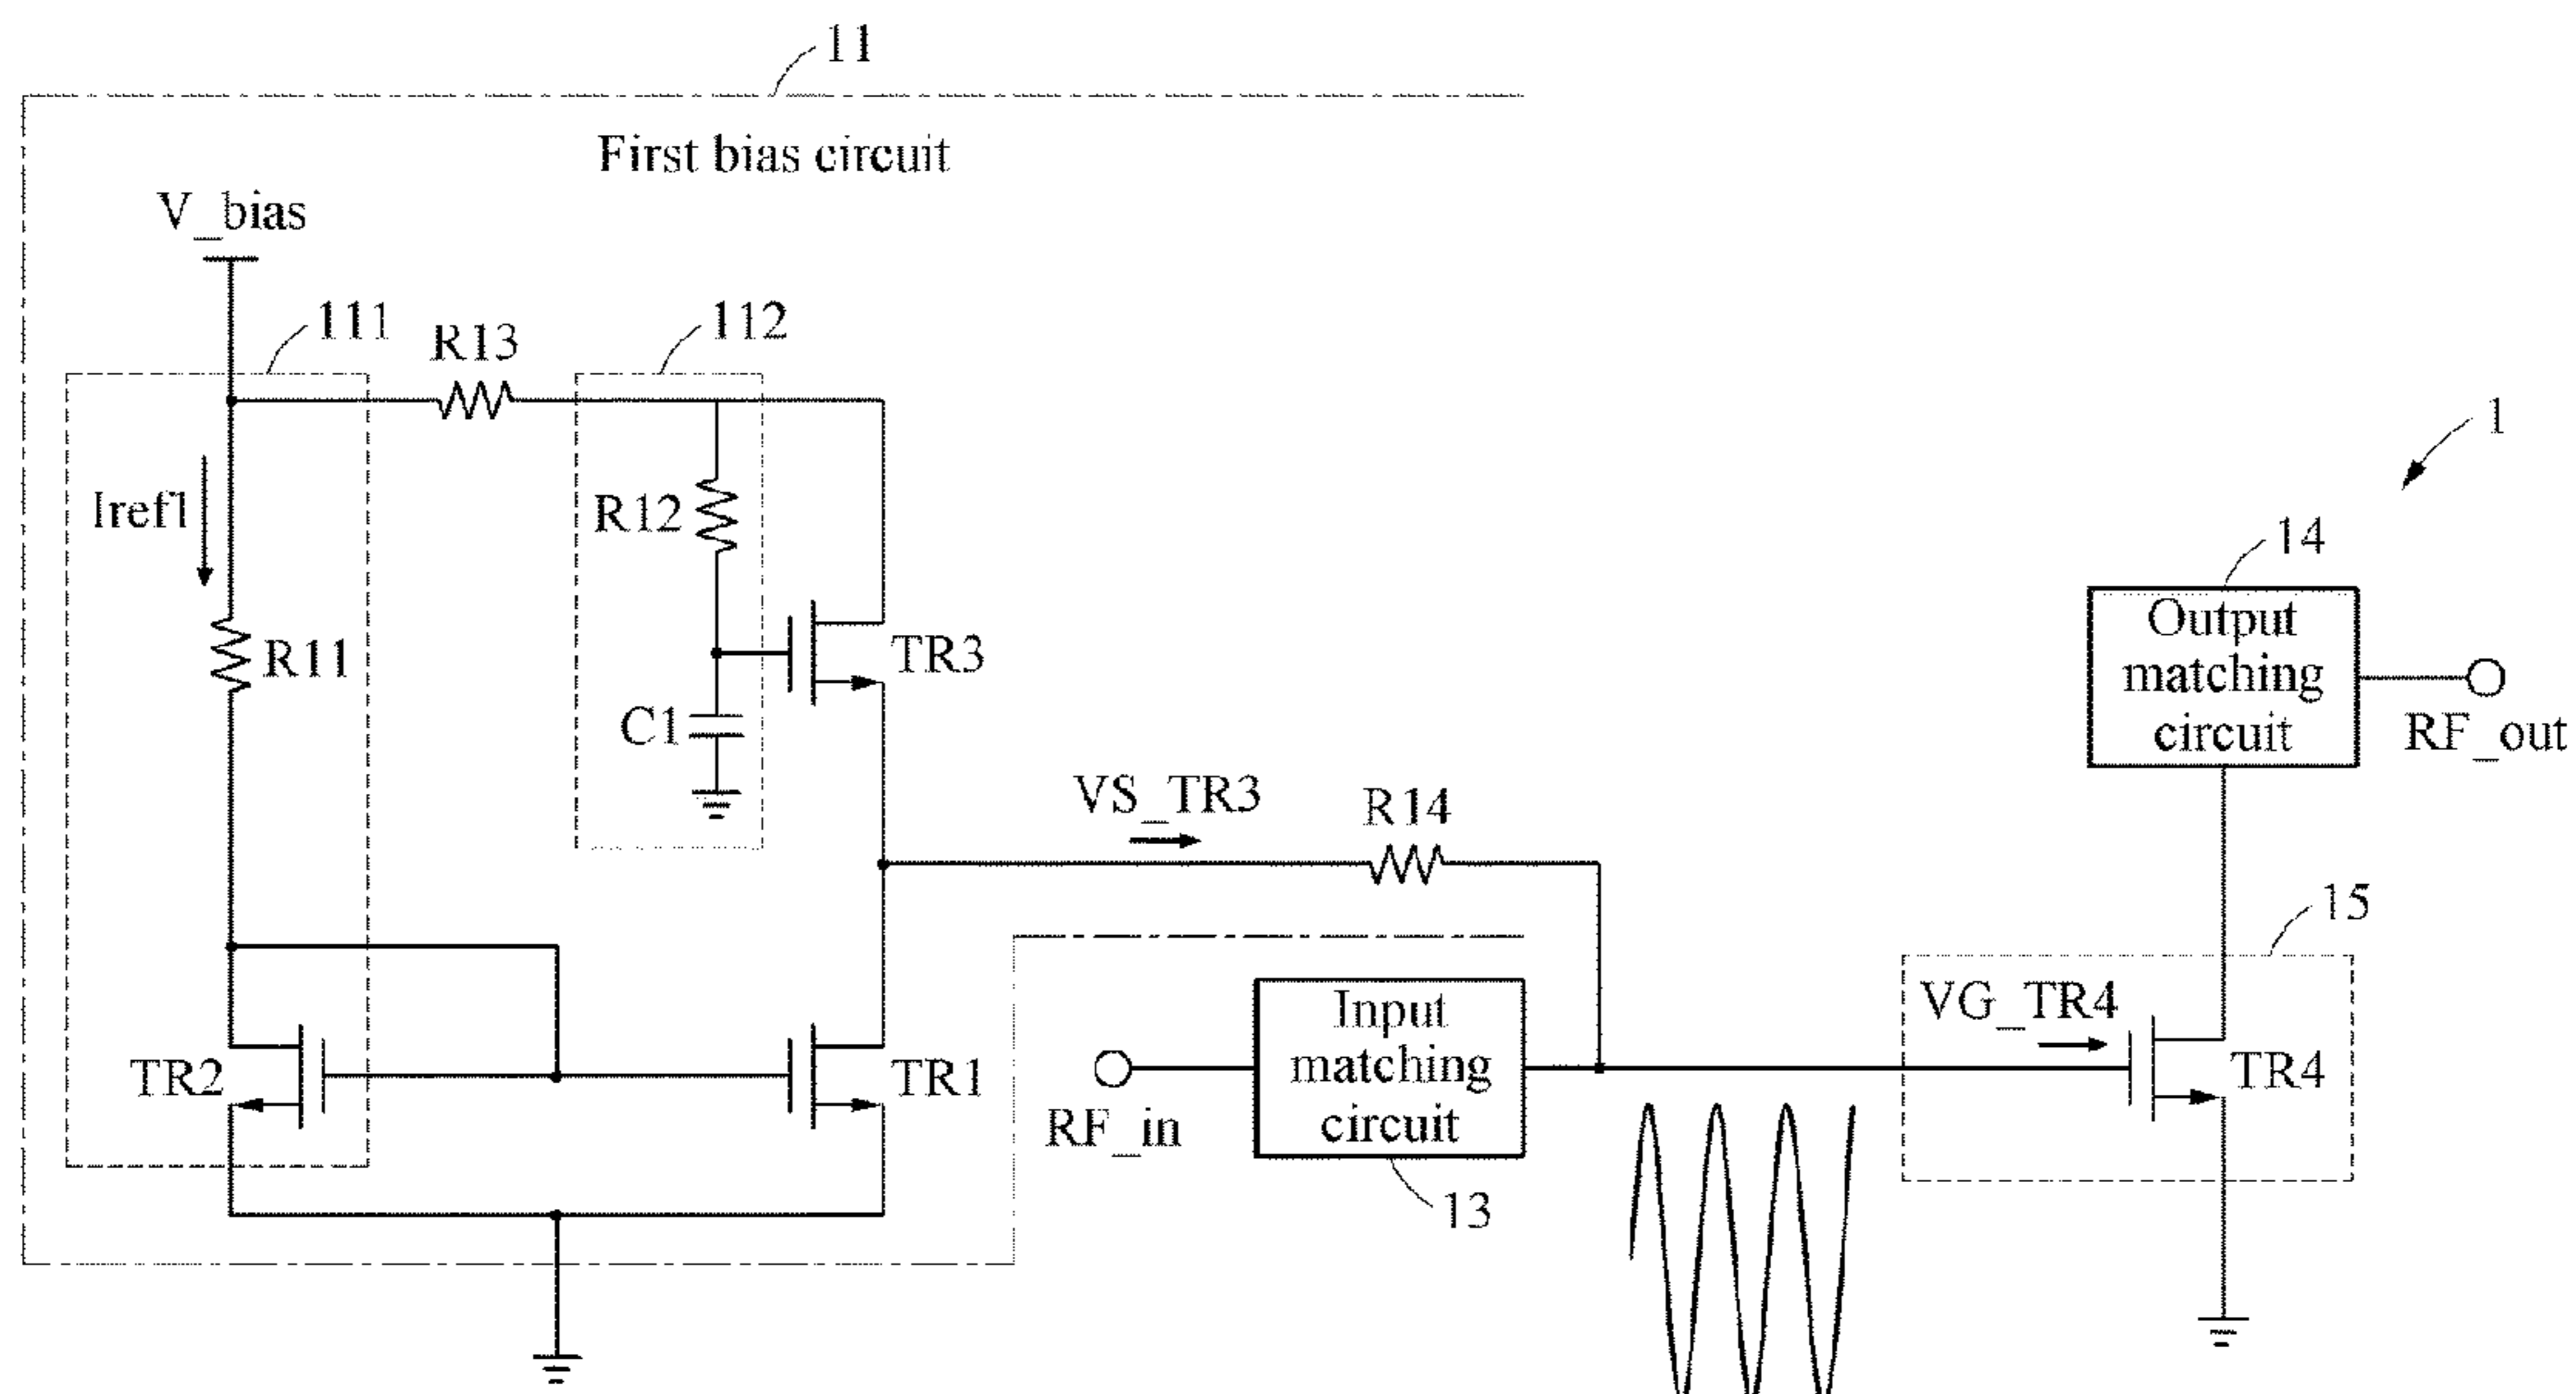 11
First bias circuit
V_bias
111
R13
112
1
Iref1
R12
14
R11
TR3
Output
matching
circuit
C1
RF_out
VS_TR3
R14
15
VG_TR4
TR2
TR1
Input
matching
circuit
TR4
RF_in
13